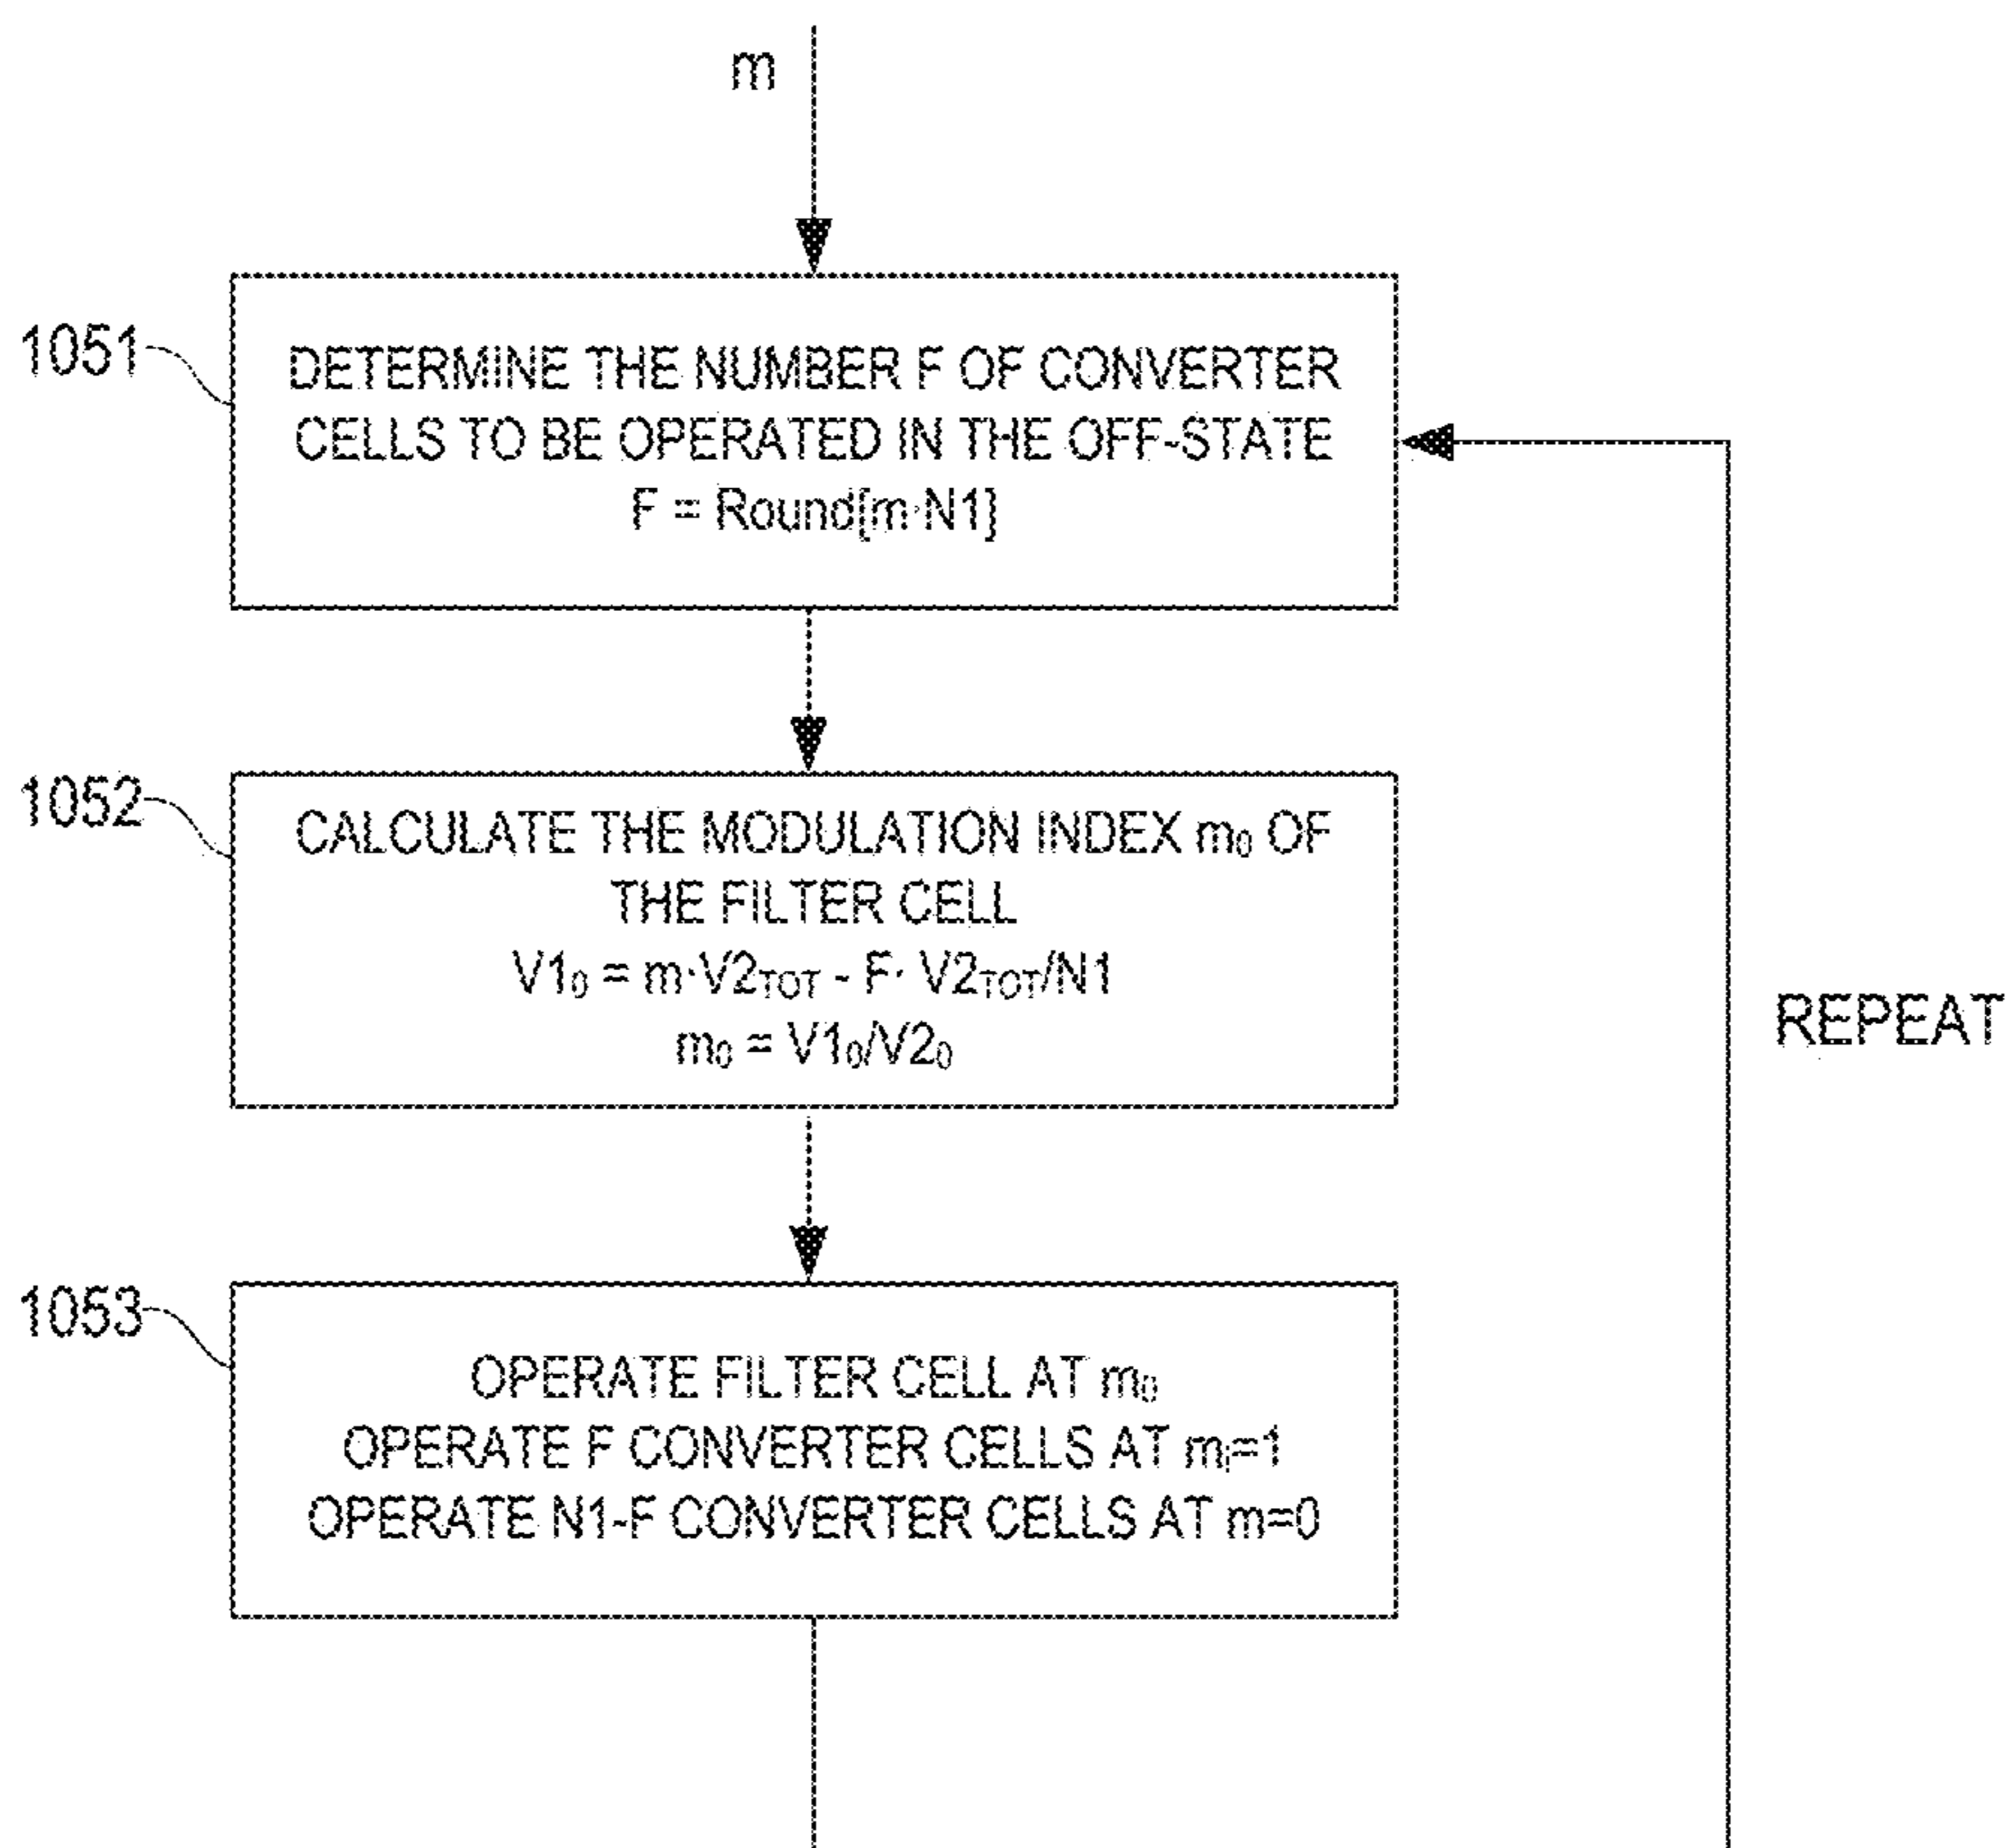 m
1051
DETERMINE THE NUMBER F OF CONVERTER
CELLS TO BE OPERATED IN THE OFF-STATE
F = Round[m·N1]
1052
CALCULATE THE MODULATION INDEX m₀ OF
THE FILTER CELL
V1₀ = m·V2TOT - F· V2TOT/N1
m₀ = V1₀/V2₀
REPEAT
1053
OPERATE FILTER CELL AT m₀
OPERATE F CONVERTER CELLS AT mᵢ=1
OPERATE N1-F CONVERTER CELLS AT m=0